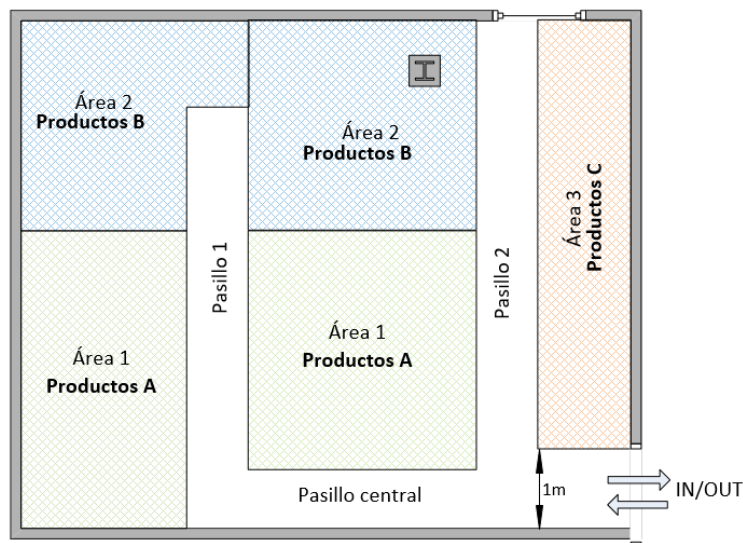 Área 2
Productos B
Área 2
Productos B
Área 3
Productos C
Pasillo 1
Pasillo 2
Área 1
Productos A
Área 1
Productos A
Pasillo central
1m
IN/OUT